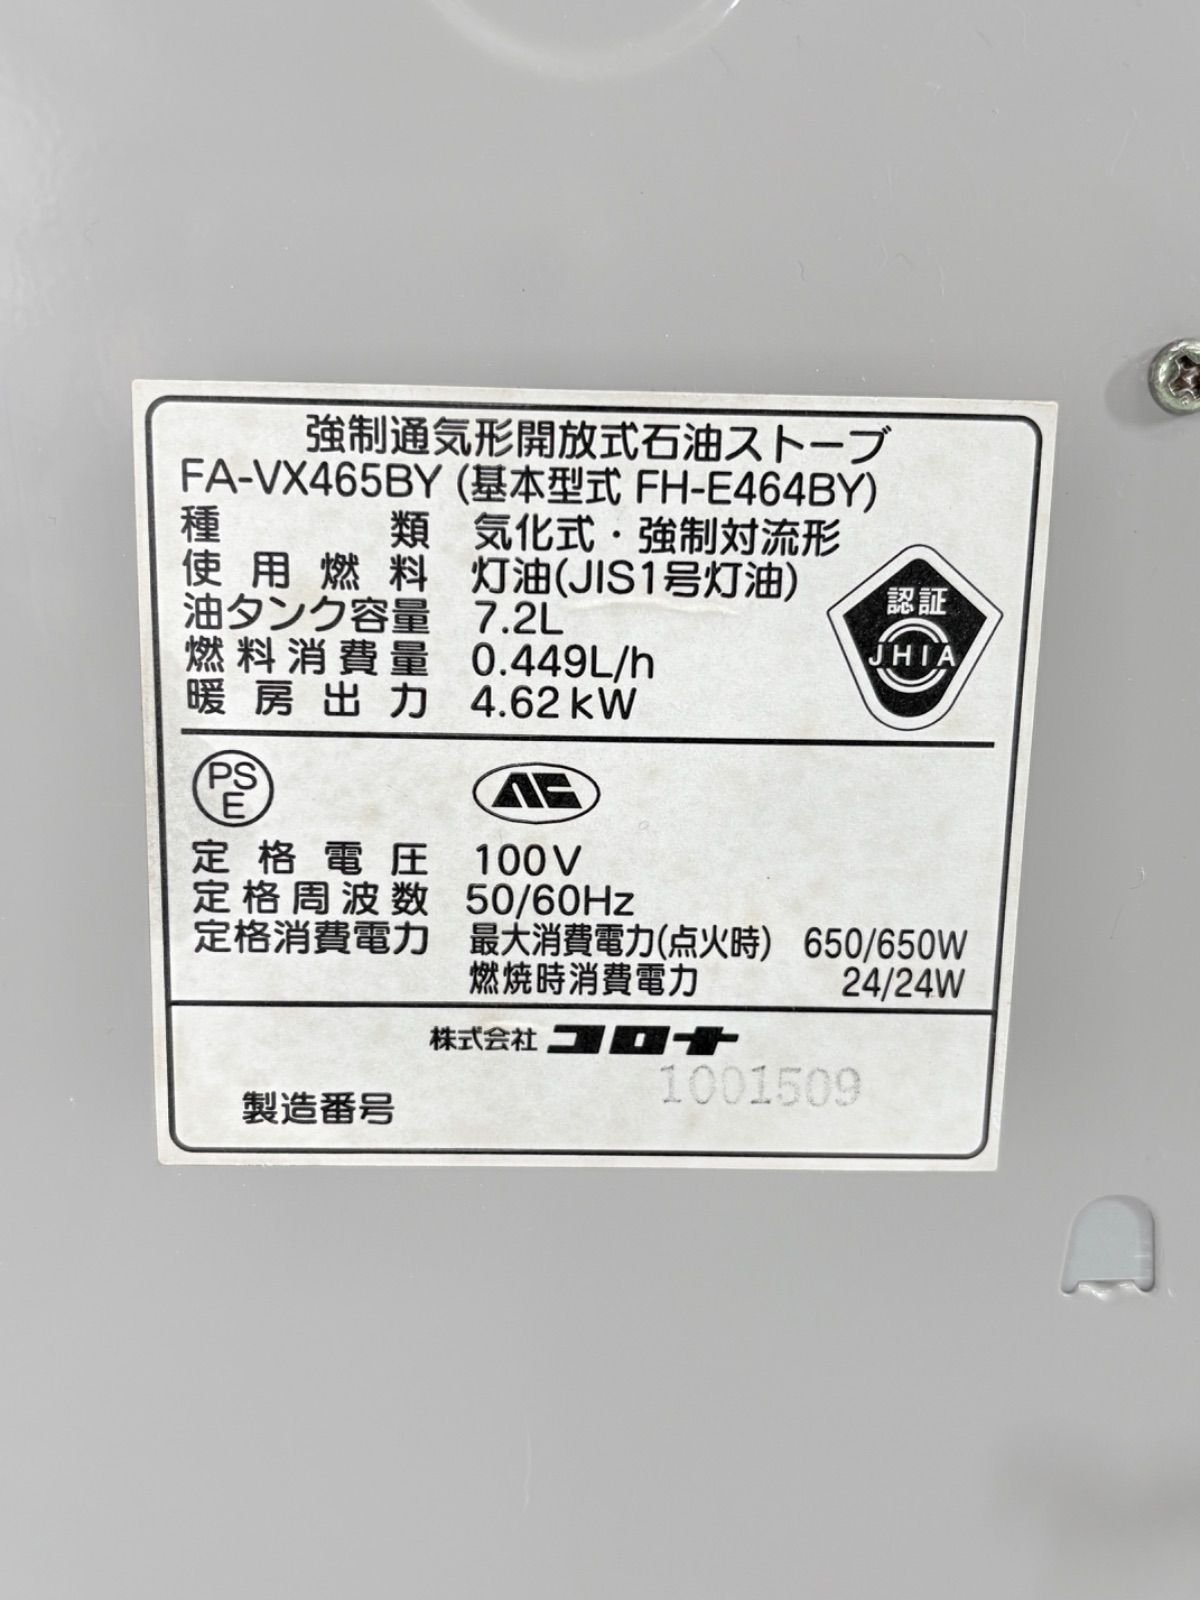 強制通気形開放式石油ストーブ
FA-VX465BY (基本型式 FH-E464BY)
種類 気化式・強制対流形
使用燃料 灯油(JIS1号灯油)
油タンク容量 7.2L
燃料消費量 0.449L/h
暖房出力 4.62kW
認証
JHIA
PS
E
定格電圧 100V
定格周波数 50/60Hz
定格消費電力 最大消費電力(点火時) 650/650W
燃焼時消費電力 24/24W
株式会社 コロナ
製造番号 1001509